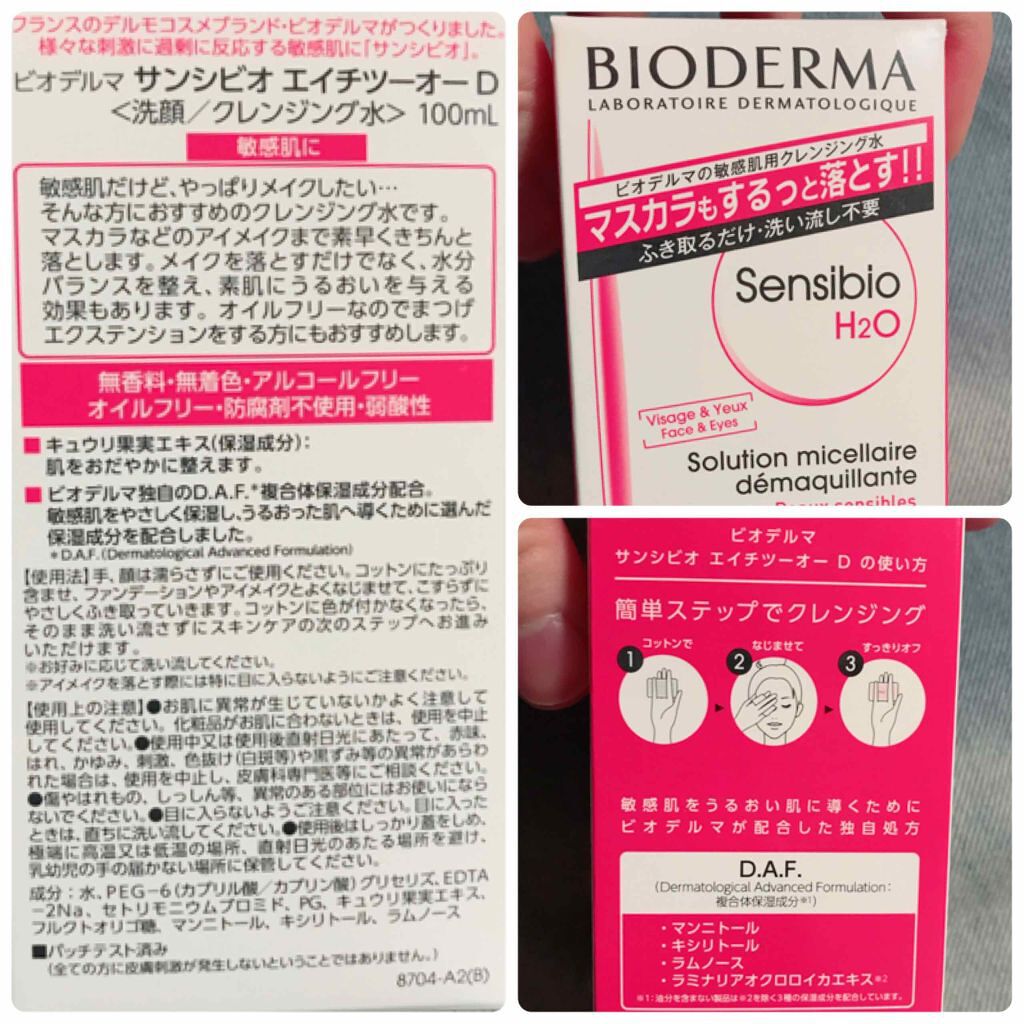 フランスのデルモコスメブランド・ビオデルマがつくりました。
様々な刺激に過剰に反応する敏感肌に「サンシビオ」。
ビオデルマ サンシビオ エイチツーオー D
<洗顔／クレンジング水> 100mL
敏感肌に
敏感肌だけど、やっぱりメイクしたい…
そんな方におすすめのクレンジング水です。
マスカラなどのアイメイクまで素早くきちんと
落とします。メイクを落とすだけでなく、水分
バランスを整え、素肌にうるおいを与える
効果もあります。オイルフリーなのでまつげ
エクステンションをする方にもおすすめします。
無香料・無着色・アルコールフリー
オイルフリー・防腐剤不使用・弱酸性
■ キュウリ果実エキス(保湿成分)：
肌をおだやかに整えます。
■ ビオデルマ独自のD.A.F.*複合体保湿成分配合。
敏感肌をやさしく保湿し、うるおった肌へ導くために選んだ
保湿成分を配合しました。
*D.A.F.(Dermatological Advanced Formulation)
【使用法】手、顔は濡らさずにご使用ください。コットンにたっぷり
含ませ、ファンデーションやアイメイクとよくなじませて、こすらずに
やさしくふき取っていきます。コットンに色が付かなくなったら、
そのまま洗い流さずにスキンケアの次のステップへお進み
いただけます。
※お好みに応じて洗い流してください。
※アイメイクを落とす際には特に目に入らないようにご注意ください。
【使用上の注意】●お肌に異常が生じていないかよく注意して
使用してください。化粧品がお肌に合わないときは、使用を中止
してください。●使用中又は使用後直射日光にあたって、赤味、
はれ、かゆみ、刺激、色抜け(白斑等)や黒ずみ等の異常があらわ
れた場合は、使用を中止し、皮膚科専門医等にご相談ください。
●傷やはれもの、しっしん等、異常のある部位にはお使いになら
ないでください。●目に入らないようご注意ください。目に入った
ときは、直ちに洗い流してください。●使用後はしっかり蓋をしめ、
極端に高温又は低温の場所、直射日光のあたる場所を避け、
乳幼児の手の届かない場所に保管してください。
成分：水、PEG-6(カプリル酸／カプリン酸)グリセリズ、EDTA
-2Na、セトリモニウムブロミド、PG、キュウリ果実エキス、
フルクトオリゴ糖、マンニトール、キシリトール、ラムノース
■パッチテスト済み
(全ての方に皮膚刺激が発生しないということではありません。)
8704-A2(B)
BIODERMA
LABORATOIRE DERMATOLOGIQUE
ビオデルマの敏感肌用クレンジング水
マスカラもするっと落とす!!
ふき取るだけ・洗い流し不要
Sensibio
H2O
Visage & Yeux
Face & Eyes
Solution micellaire
démaquillante
Peaux sensibles
ビオデルマ
サンシビオ エイチツーオー D の使い方
簡単ステップでクレンジング
1 コットンで
2 なじませて
3 すっきりオフ
敏感肌をうるおい肌に導くために
ビオデルマが配合した独自処方
D.A.F.
(Dermatological Advanced Formulation：
複合体保湿成分※1)
・マンニトール
・キシリトール
・ラムノース
・ラミナリアオクロロイカエキス※2
※1：油分を含まない製品は※2を除く3種の保湿成分を配合しています。